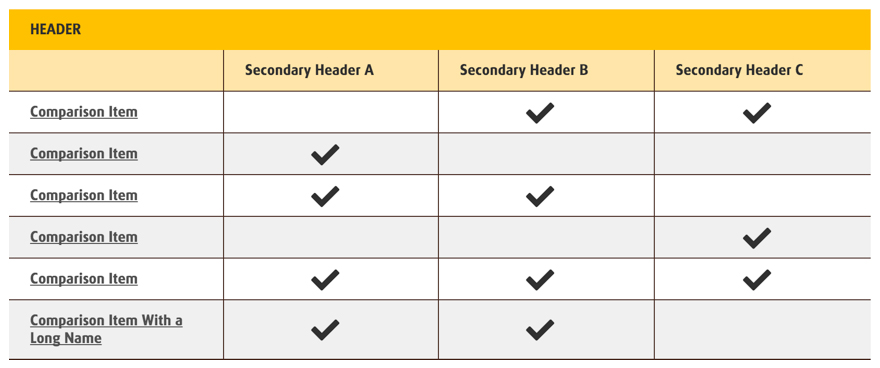 HEADER
Secondary Header A Secondary Header B Secondary Header C
Comparison Item
Comparison Item
Comparison Item
Comparison Item
Comparison Item
Comparison Item With a
Long Name